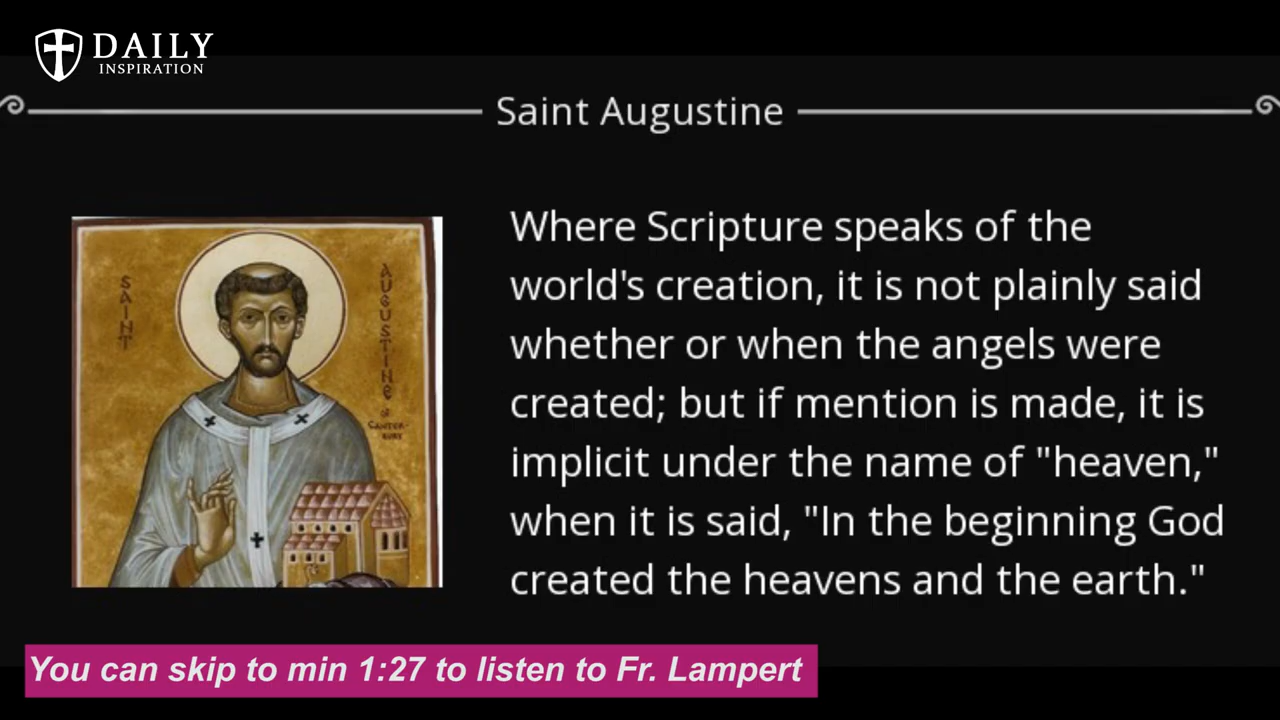 DAILY
INSPIRATION
Saint Augustine
SAINT
AUGUSTINE
of
CANTER-
BURY
Where Scripture speaks of the
world's creation, it is not plainly said
whether or when the angels were
created; but if mention is made, it is
implicit under the name of "heaven,"
when it is said, "In the beginning God
created the heavens and the earth."
You can skip to min 1:27 to listen to Fr. Lampert